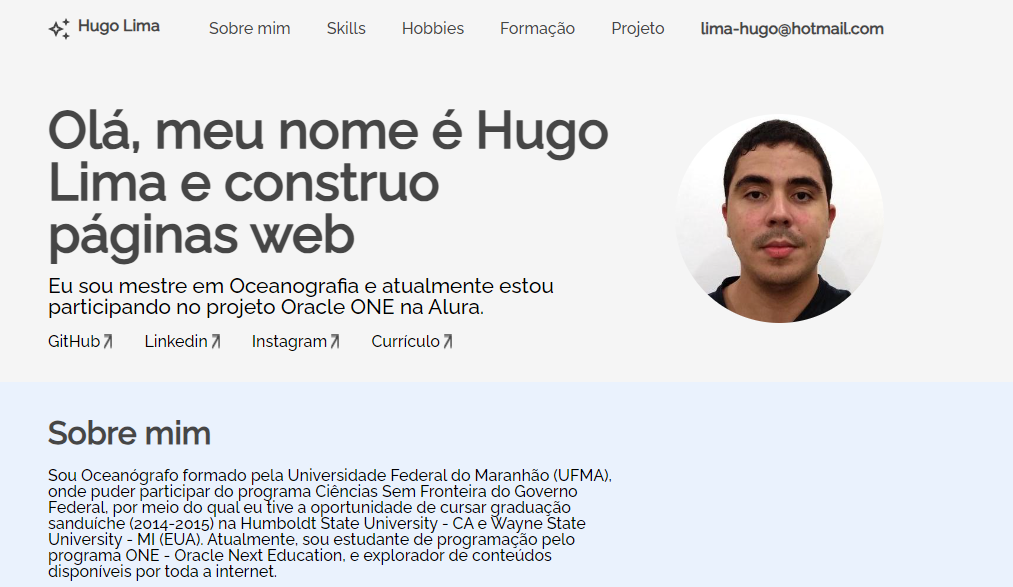 Hugo Lima
Sobre mim
Skills
Hobbies
Formação
Projeto
lima-hugo@hotmail.com
Olá, meu nome é Hugo
Lima e construo
páginas web
Eu sou mestre em Oceanografia e atualmente estou
participando no projeto Oracle ONE na Alura.
GitHub
Linkedin
Instagram
Currículo
Sobre mim
Sou Oceanógrafo formado pela Universidade Federal do Maranhão (UFMA),
onde puder participar do programa Ciências Sem Fronteira do Governo
Federal, por meio do qual eu tive a oportunidade de cursar graduação
sanduíche (2014-2015) na Humboldt State University - CA e Wayne State
University - MI (EUA). Atualmente, sou estudante de programação pelo
programa ONE - Oracle Next Education, e explorador de conteúdos
disponíveis por toda a internet.